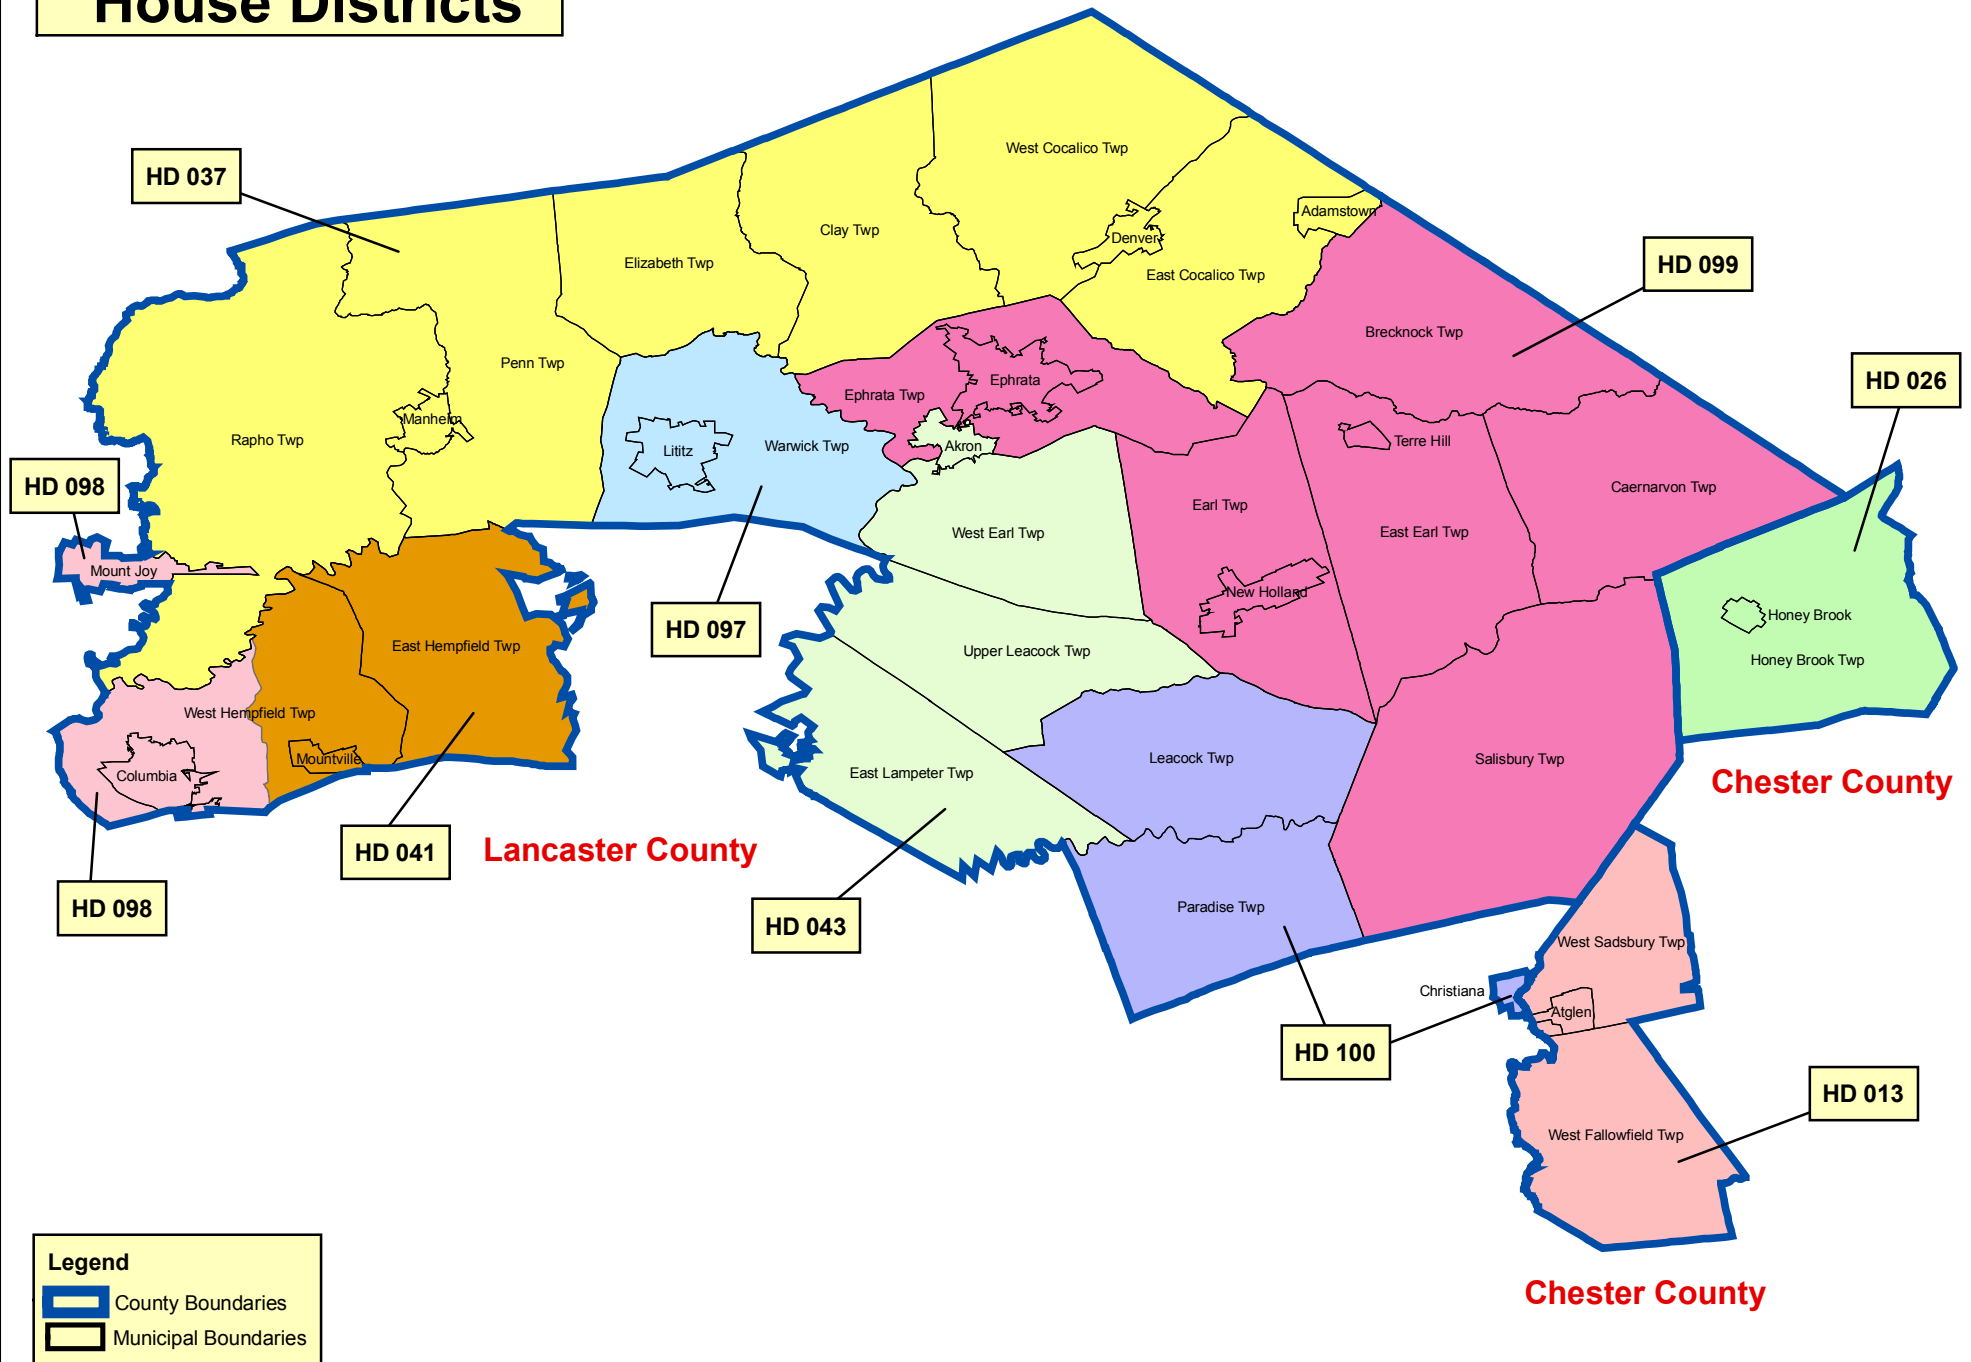 House Districts
West Cocalico Twp
HD 037
Adamstown
Clay Twp
Denver
Elizabeth Twp
East Cocalico Twp
HD 099
Brecknock Twp
Penn Twp
HD 026
Ephrata
Ephrata Twp
Manheim
Rapho Twp
Lititz
Warwick Twp
Akron
Terre Hill
HD 098
Earl Twp
Caernarvon Twp
West Earl Twp
East Earl Twp
Mount Joy
New Holland
HD 097
Honey Brook
East Hempfield Twp
Upper Leacock Twp
Honey Brook Twp
West Hempfield Twp
Mountville
Leacock Twp
Salisbury Twp
Columbia
East Lampeter Twp
Chester County
HD 041
Lancaster County
HD 098
HD 043
Paradise Twp
West Sadsbury Twp
Christiana
Atglen
HD 100
HD 013
West Fallowfield Twp
Chester County
Legend
County Boundaries
Municipal Boundaries